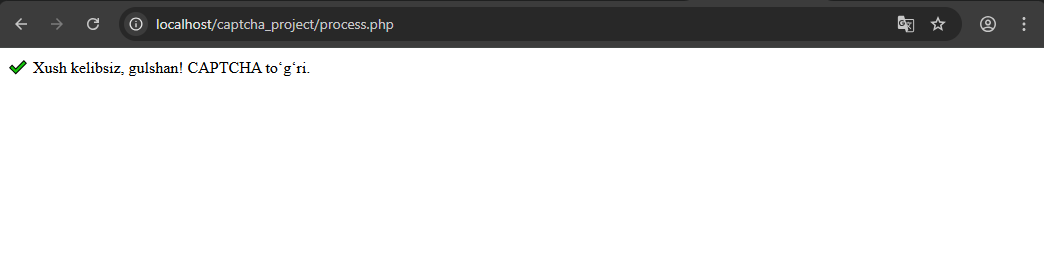 localhost/captcha_project/process.php
✔ Xush kelibsiz, gulshan! CAPTCHA toʻgʻri.